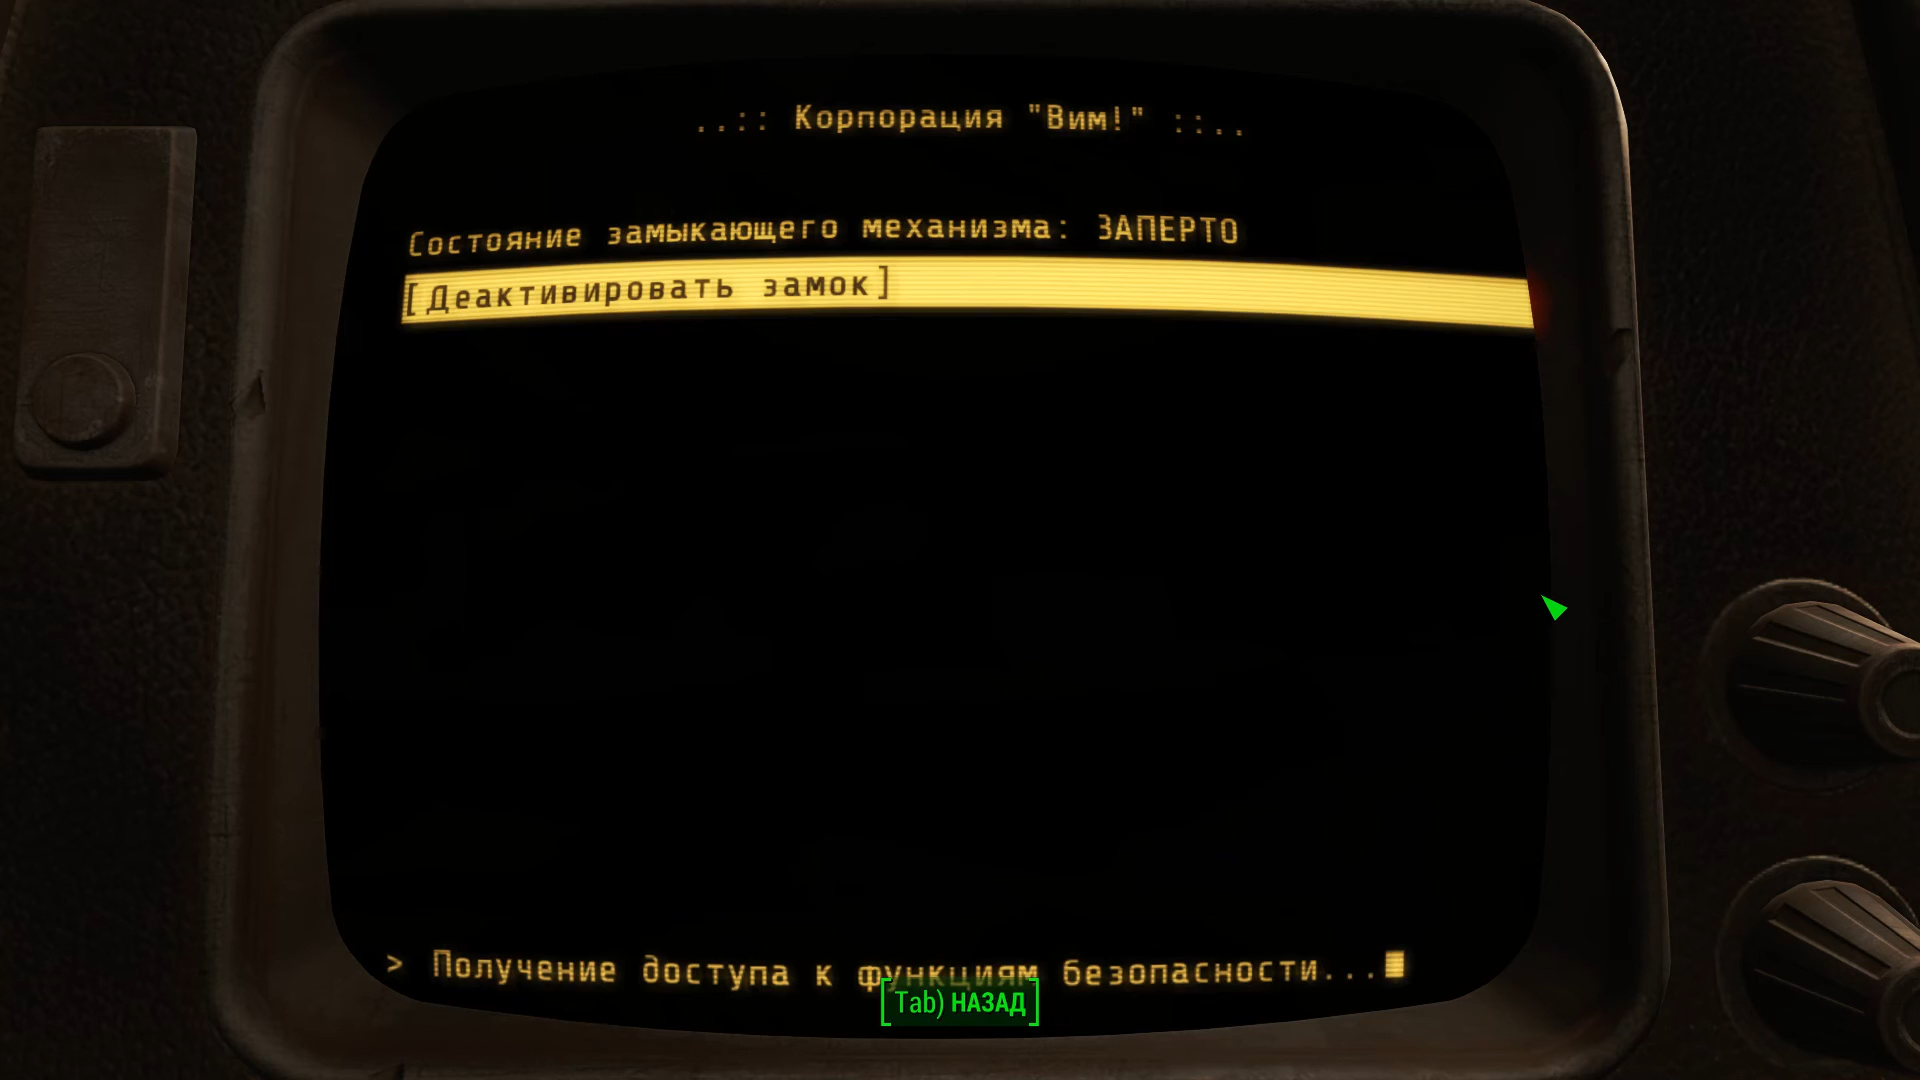 ..:: Корпорация "Вим!" ::..
Состояние замыкающего механизма: ЗАПЕРТО
[Деактивировать замок]
> Получение доступа к функциям безопасности...
Tab) НАЗАД